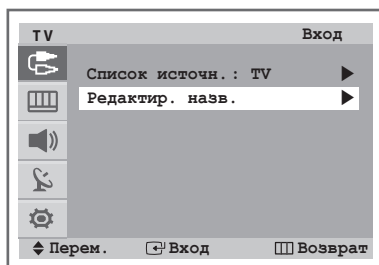 TV Вход
Список источн.: TV
Редактир. назв.
Перем. Вход Возврат